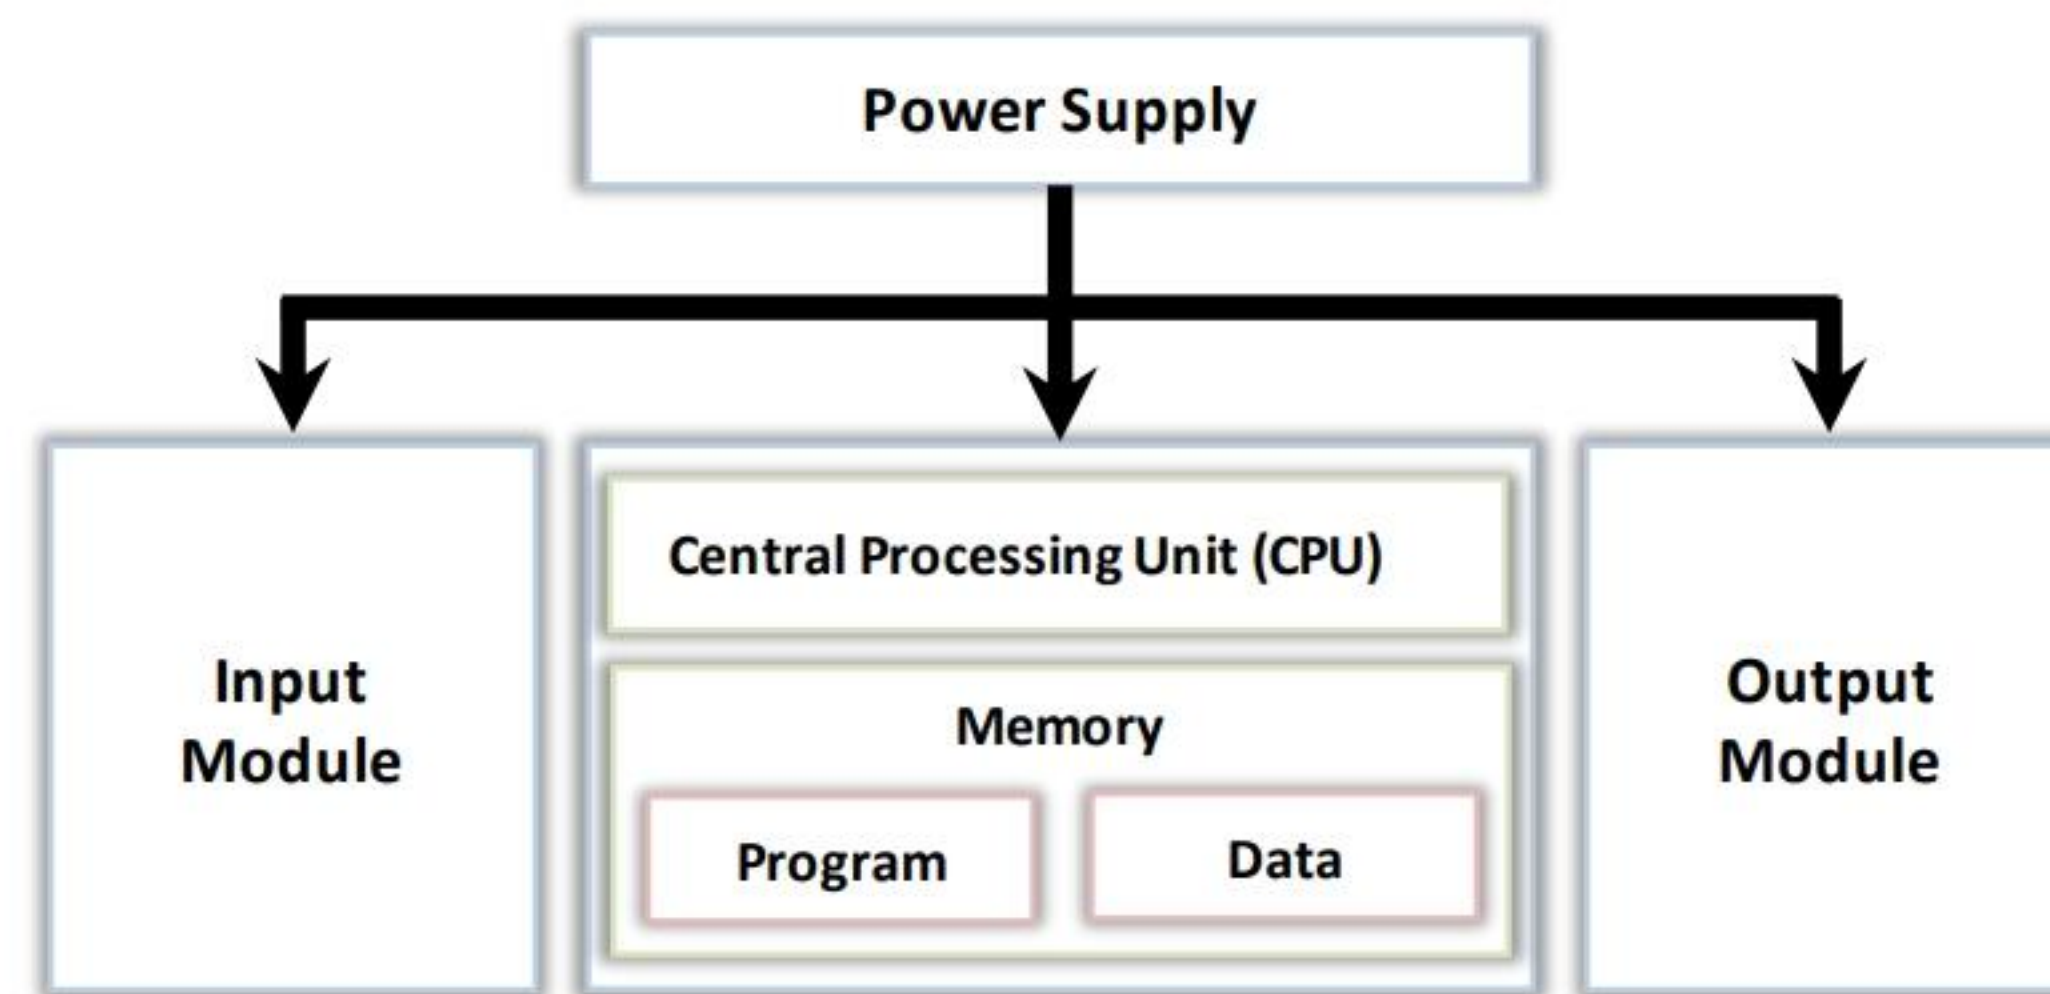 Power Supply
Input
Module
Central Processing Unit (CPU)
Memory
Program
Data
Output
Module